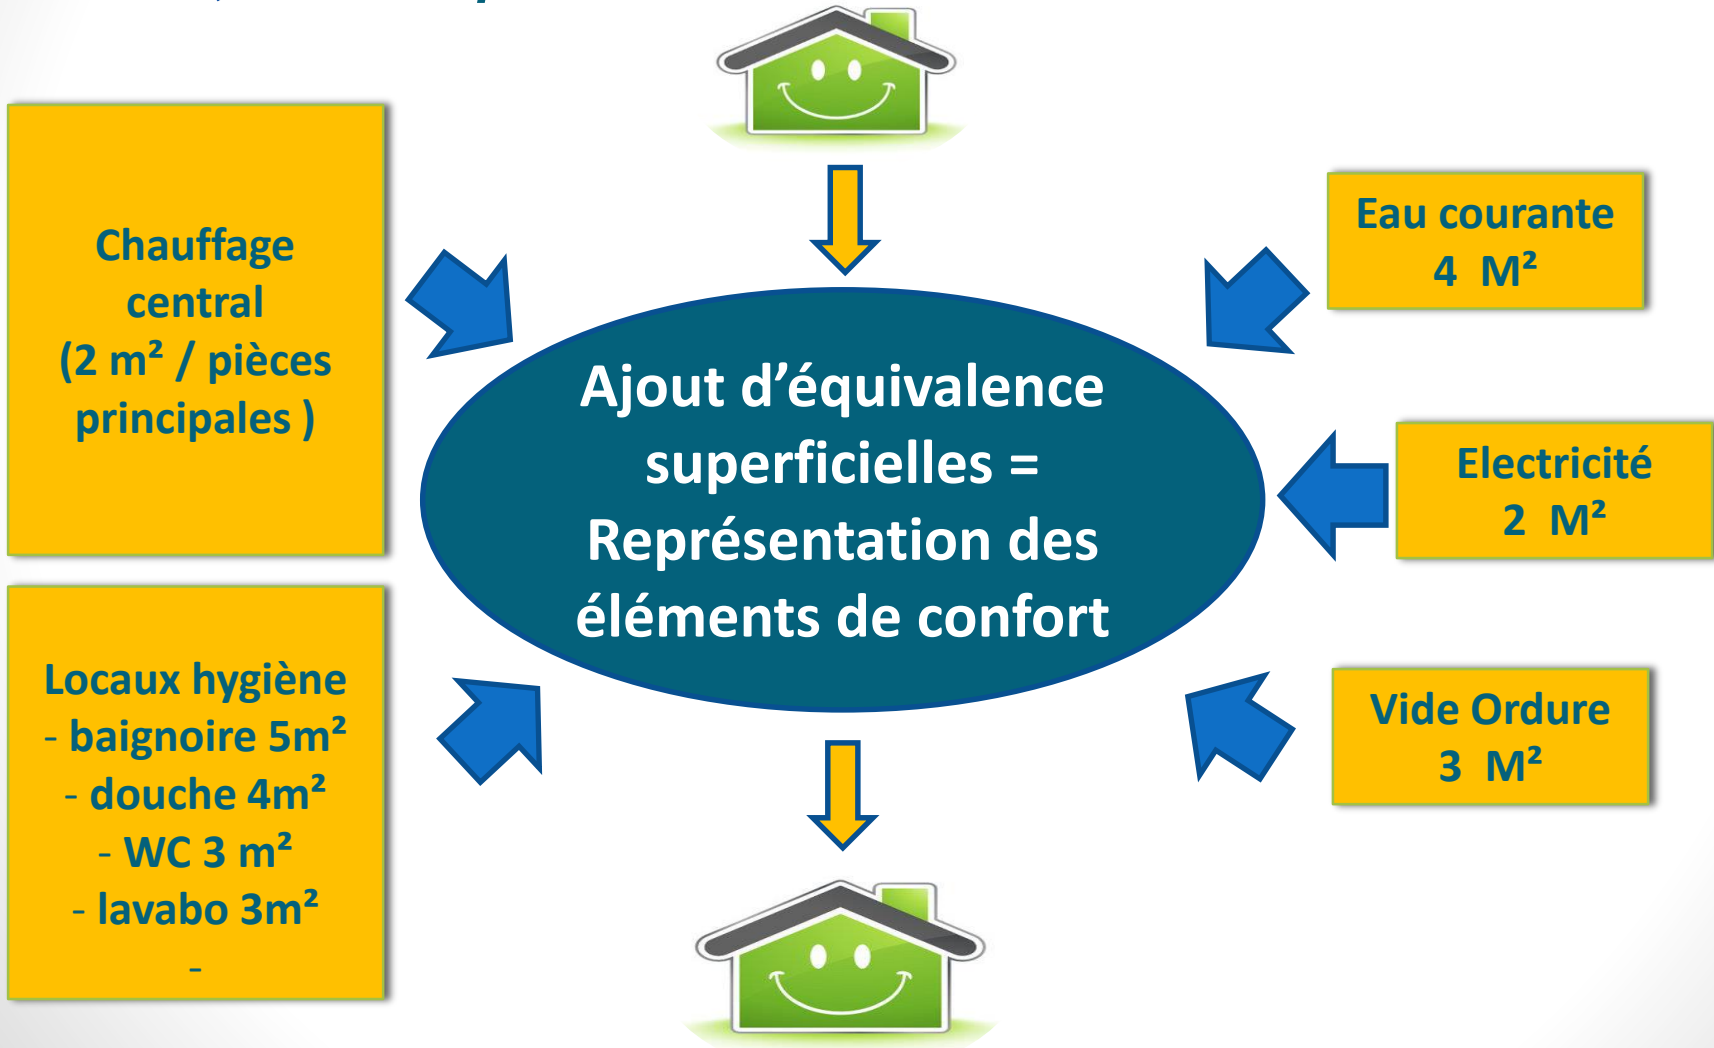 Chauffage
central
(2 m² / pièces
principales )
Locaux hygiène
- baignoire 5m²
- douche 4m²
- WC 3 m²
- lavabo 3m²
-
Ajout d’équivalence
superficielles =
Représentation des
éléments de confort
Eau courante
4 M²
Electricité
2 M²
Vide Ordure
3 M²